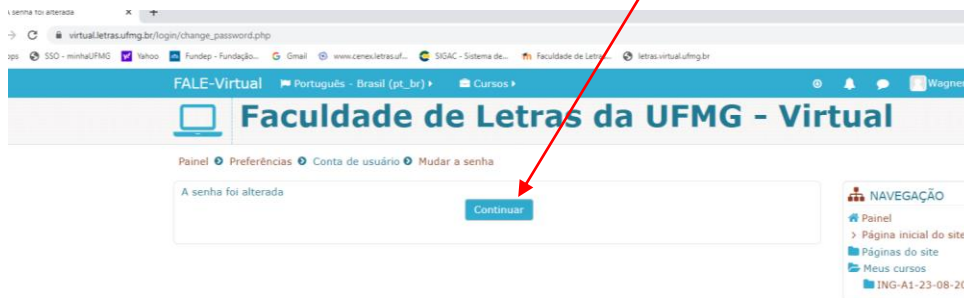 A senha foi alterada
virtual.letras.ufmg.br/login/change_password.php
SSO - minhaUFMG Yahoo Fundep - Fundação... Gmail www.cenex.letras.uf... SIGAC - Sistema de... Faculdade de Letras... letras.virtual.ufmg.br
FALE-Virtual Português - Brasil (pt_br) Cursos Wagner
Faculdade de Letras da UFMG - Virtual
Painel Preferências Conta de usuário Mudar a senha
A senha foi alterada
Continuar
NAVEGAÇÃO
Painel
Página inicial do site
Páginas do site
Meus cursos
ING-A1-23-08-20